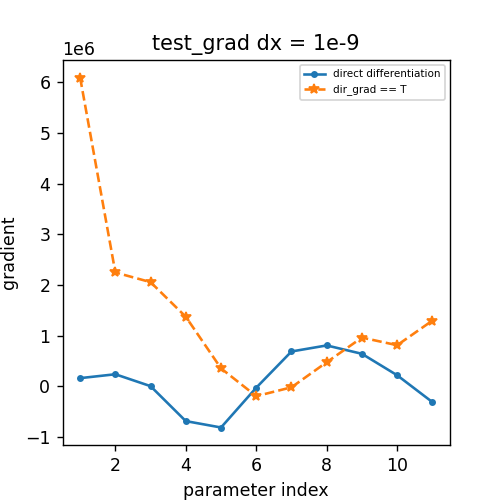 test_grad dx = 1e-9
1e6
direct differentiation
dir_grad == T
6
5
4
3
2
1
0
−1
gradient
2
4
6
8
10
parameter index